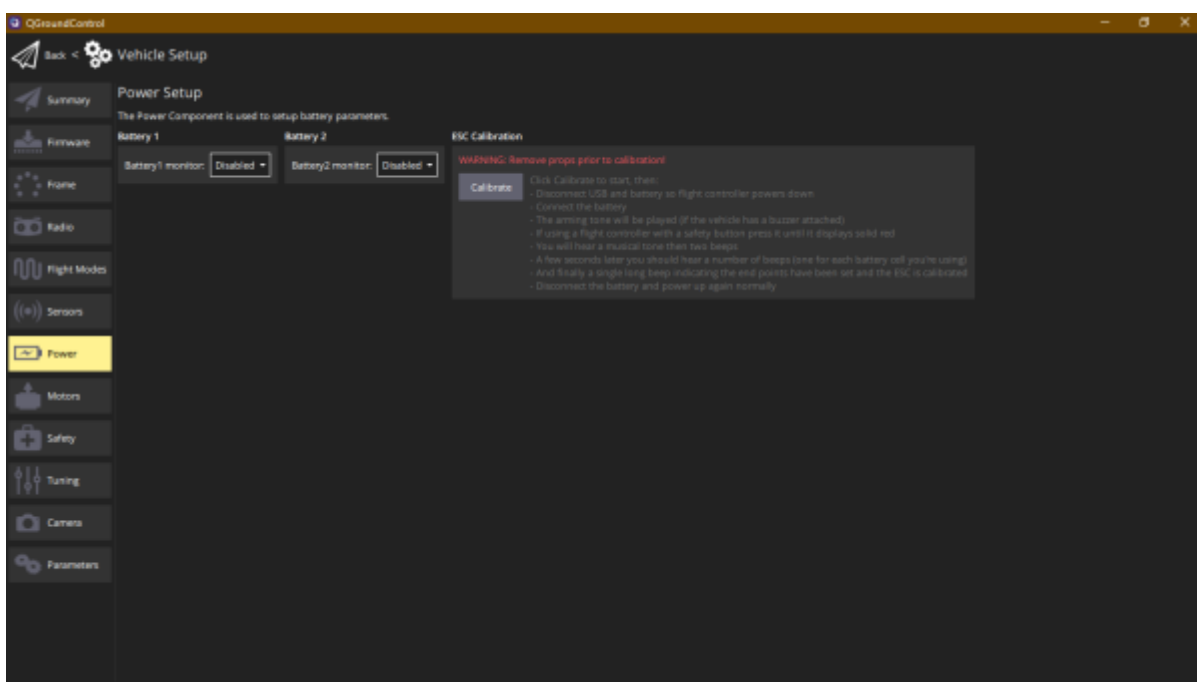 QGroundControl
Back < Vehicle Setup
Summary
Firmware
Frame
Radio
Flight Modes
Sensors
Power
Motors
Safety
Tuning
Camera
Parameters
Power Setup
The Power Component is used to setup battery parameters.
Battery 1
Battery1 monitor: Disabled
Battery 2
Battery2 monitor: Disabled
ESC Calibration
WARNING: Remove props prior to calibration!
Calibrate
Click Calibrate to start, then:
- Disconnect USB and battery so flight controller powers down
- Connect the battery
- The arming tone will be played (if the vehicle has a buzzer attached)
- If using a flight controller with a safety button press it until it displays solid red
- You will hear a musical tone then two beeps
- A few seconds later you should hear a number of beeps (one for each battery cell you're using)
- And finally a single long beep indicating the end points have been set and the ESC is calibrated
- Disconnect the battery and power up again normally